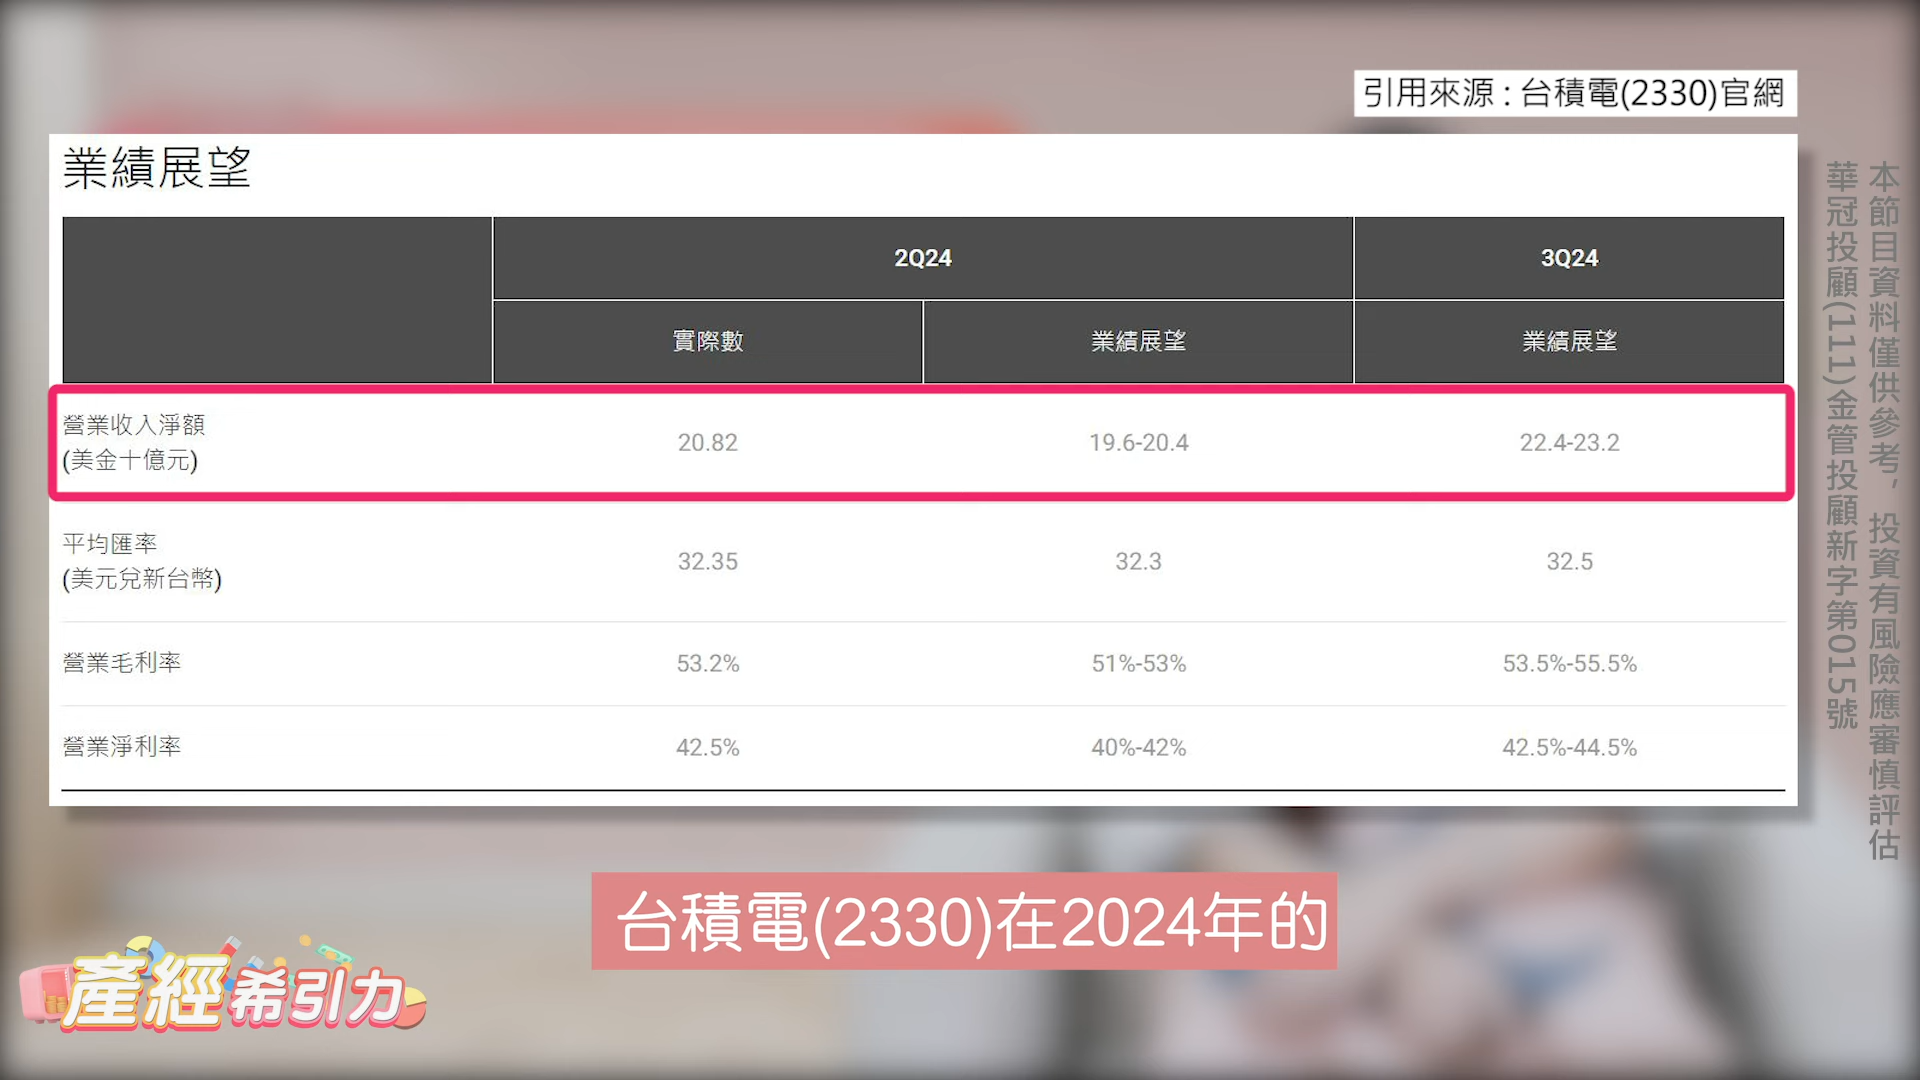 引用來源 : 台積電(2330)官網
業績展望
2Q24 3Q24
實際數 業績展望 業績展望
營業收入淨額
(美金十億元) 20.82 19.6-20.4 22.4-23.2
平均匯率
(美元兌新台幣) 32.35 32.3 32.5
營業毛利率 53.2% 51%-53% 53.5%-55.5%
營業淨利率 42.5% 40%-42% 42.5%-44.5%
本節目資料僅供參考，投資有風險應審慎評估
華冠投顧(111)金管投顧新字第015號
台積電(2330)在2024年的
產經希引力